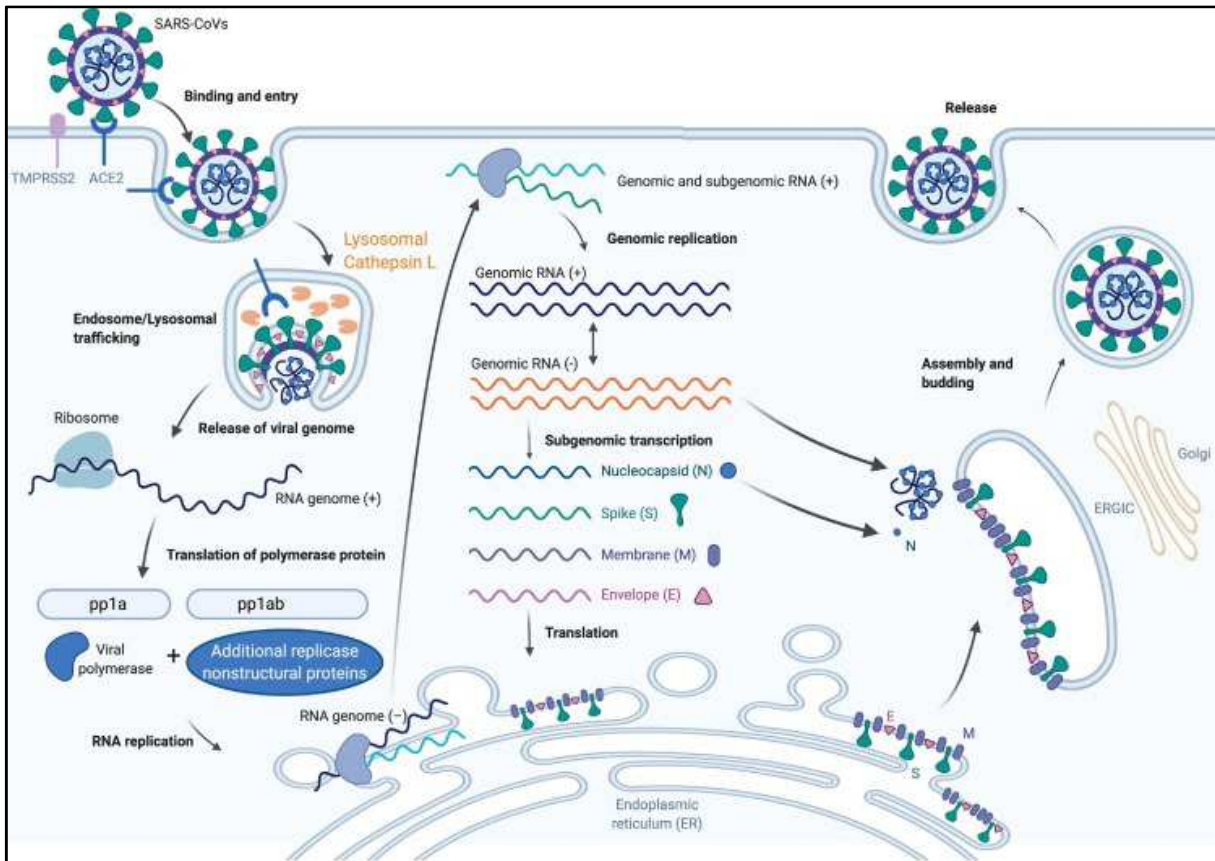 SARS-CoVs
Binding and entry
TMPRSS2
ACE2
Lysosomal
Cathepsin L
Endosome/Lysosomal
trafficking
Release of viral genome
Ribosome
RNA genome (+)
Translation of polymerase protein
pp1a
pp1ab
Viral
polymerase
+
Additional replicase
nonstructural proteins
RNA replication
RNA genome (−)
Genomic and subgenomic RNA (+)
Genomic replication
Genomic RNA (+)
Genomic RNA (-)
Subgenomic transcription
Nucleocapsid (N)
Spike (S)
Membrane (M)
Envelope (E)
Translation
Endoplasmic
reticulum (ER)
E
M
S
N
ERGIC
Golgi
Assembly and
budding
Release